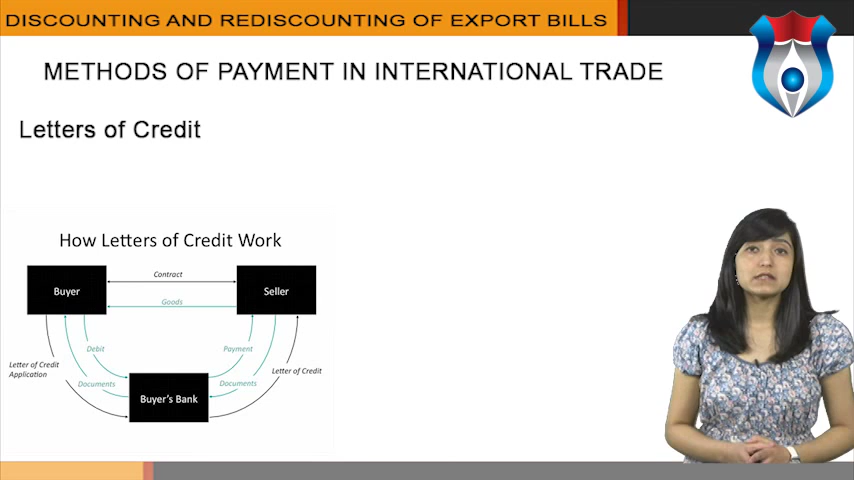 DISCOUNTING AND REDISCOUNTING OF EXPORT BILLS
METHODS OF PAYMENT IN INTERNATIONAL TRADE
Letters of Credit
How Letters of Credit Work
Contract
Buyer
Seller
Goods
Debit
Payment
Letter of Credit
Application
Documents
Documents
Letter of Credit
Buyer's Bank